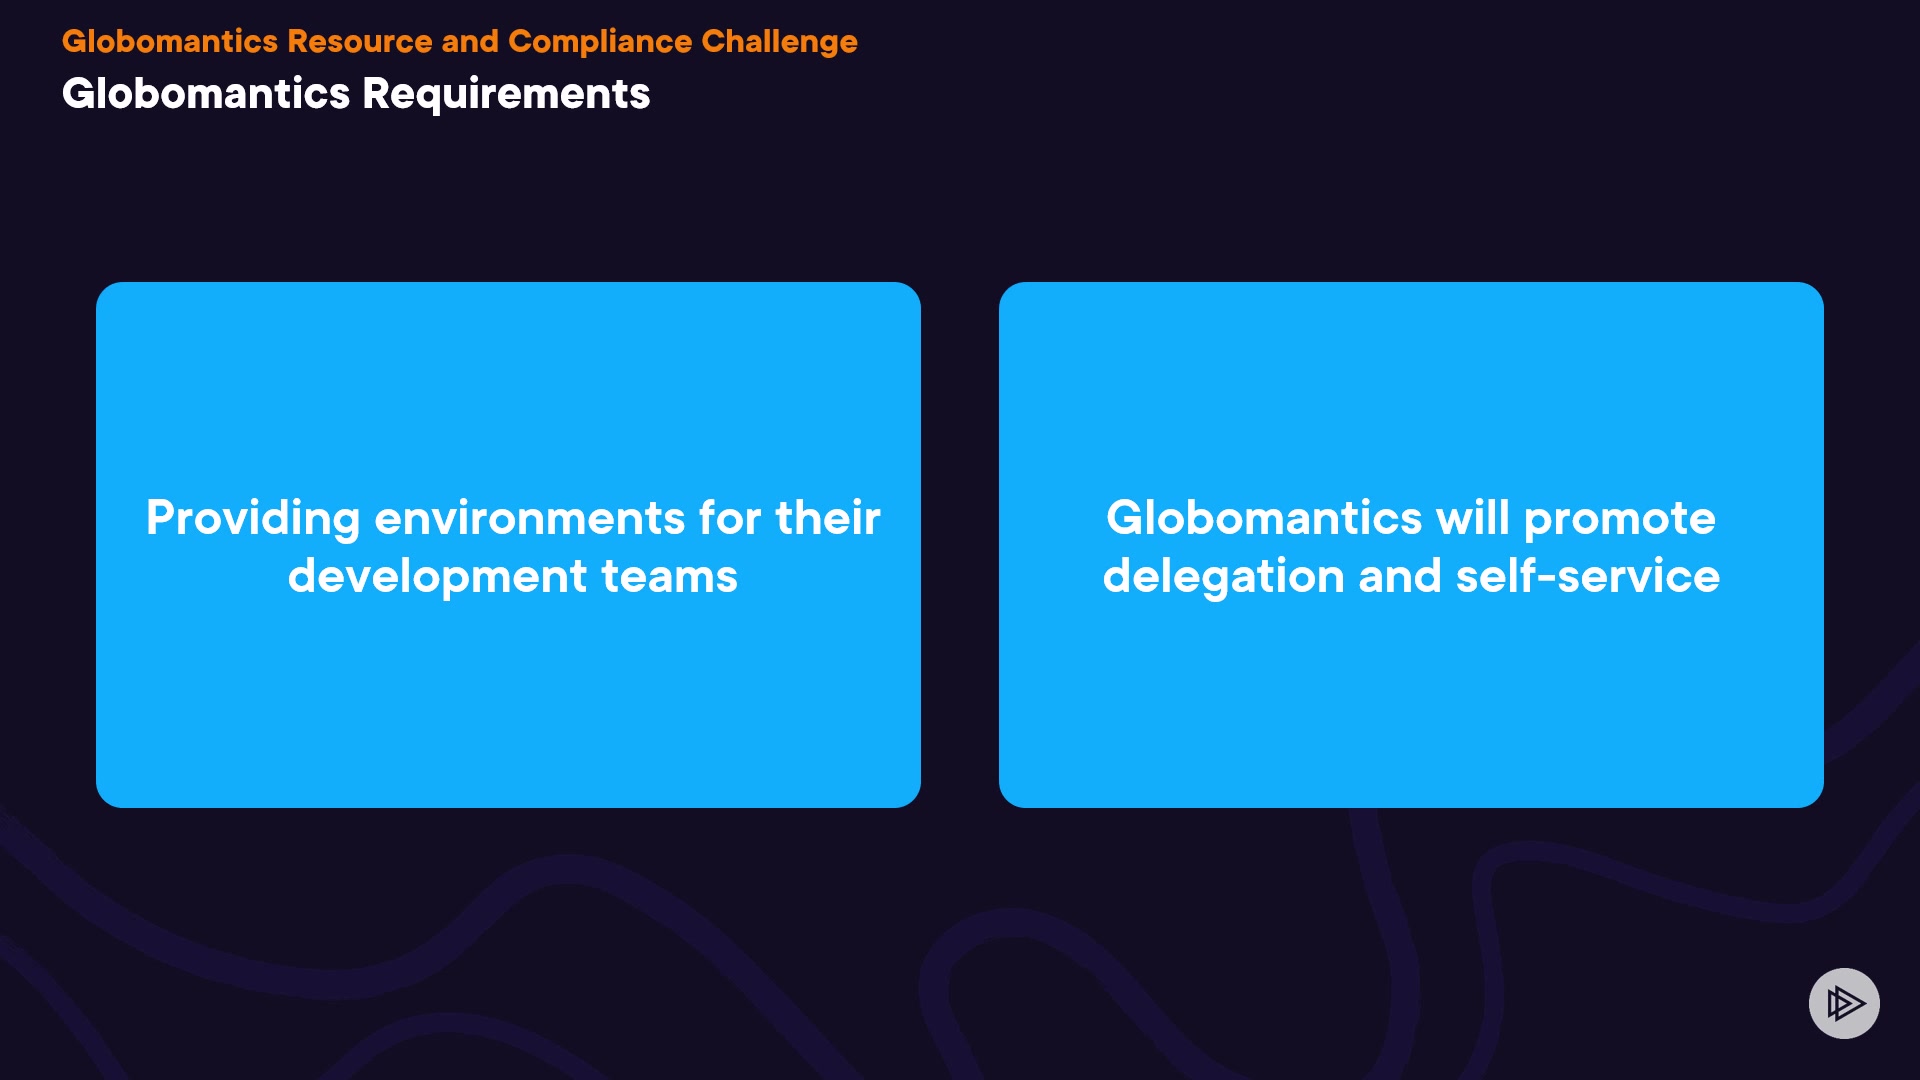 Globomantics Resource and Compliance Challenge
Globomantics Requirements
Providing environments for their
development teams
Globomantics will promote
delegation and self-service